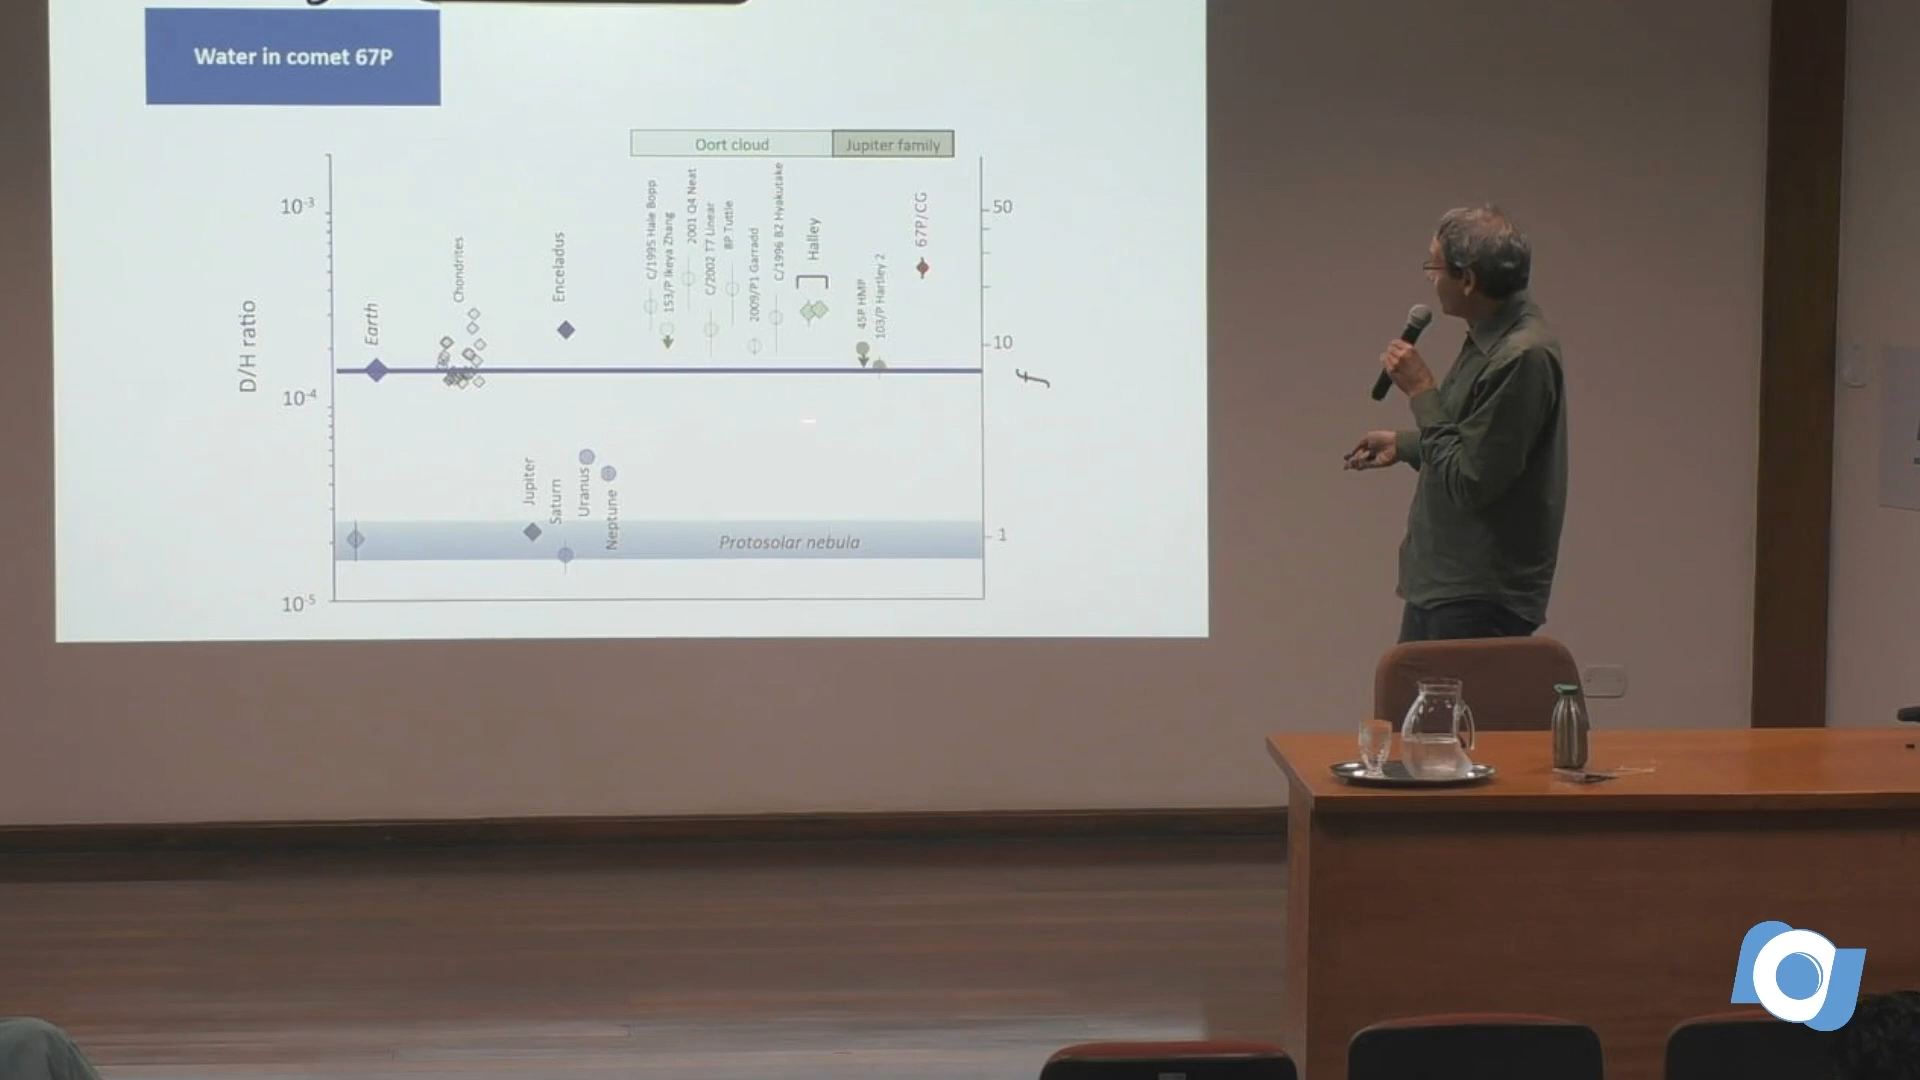 Water in comet 67P
Oort cloud
Jupiter family
C/1995 Hale Bopp
153/P Ikeya Zhang
2001 Q4 Neat
C/2002 T7 Linear
8P Tuttle
2009/P1 Garradd
C/1996 B2 Hyakutake
Halley
45P HMP
103/P Hartley 2
67P/CG
10-3
10-4
10-5
D/H ratio
Earth
Chondrites
Enceladus
Jupiter
Saturn
Uranus
Neptune
Protosolar nebula
50
10
1
f